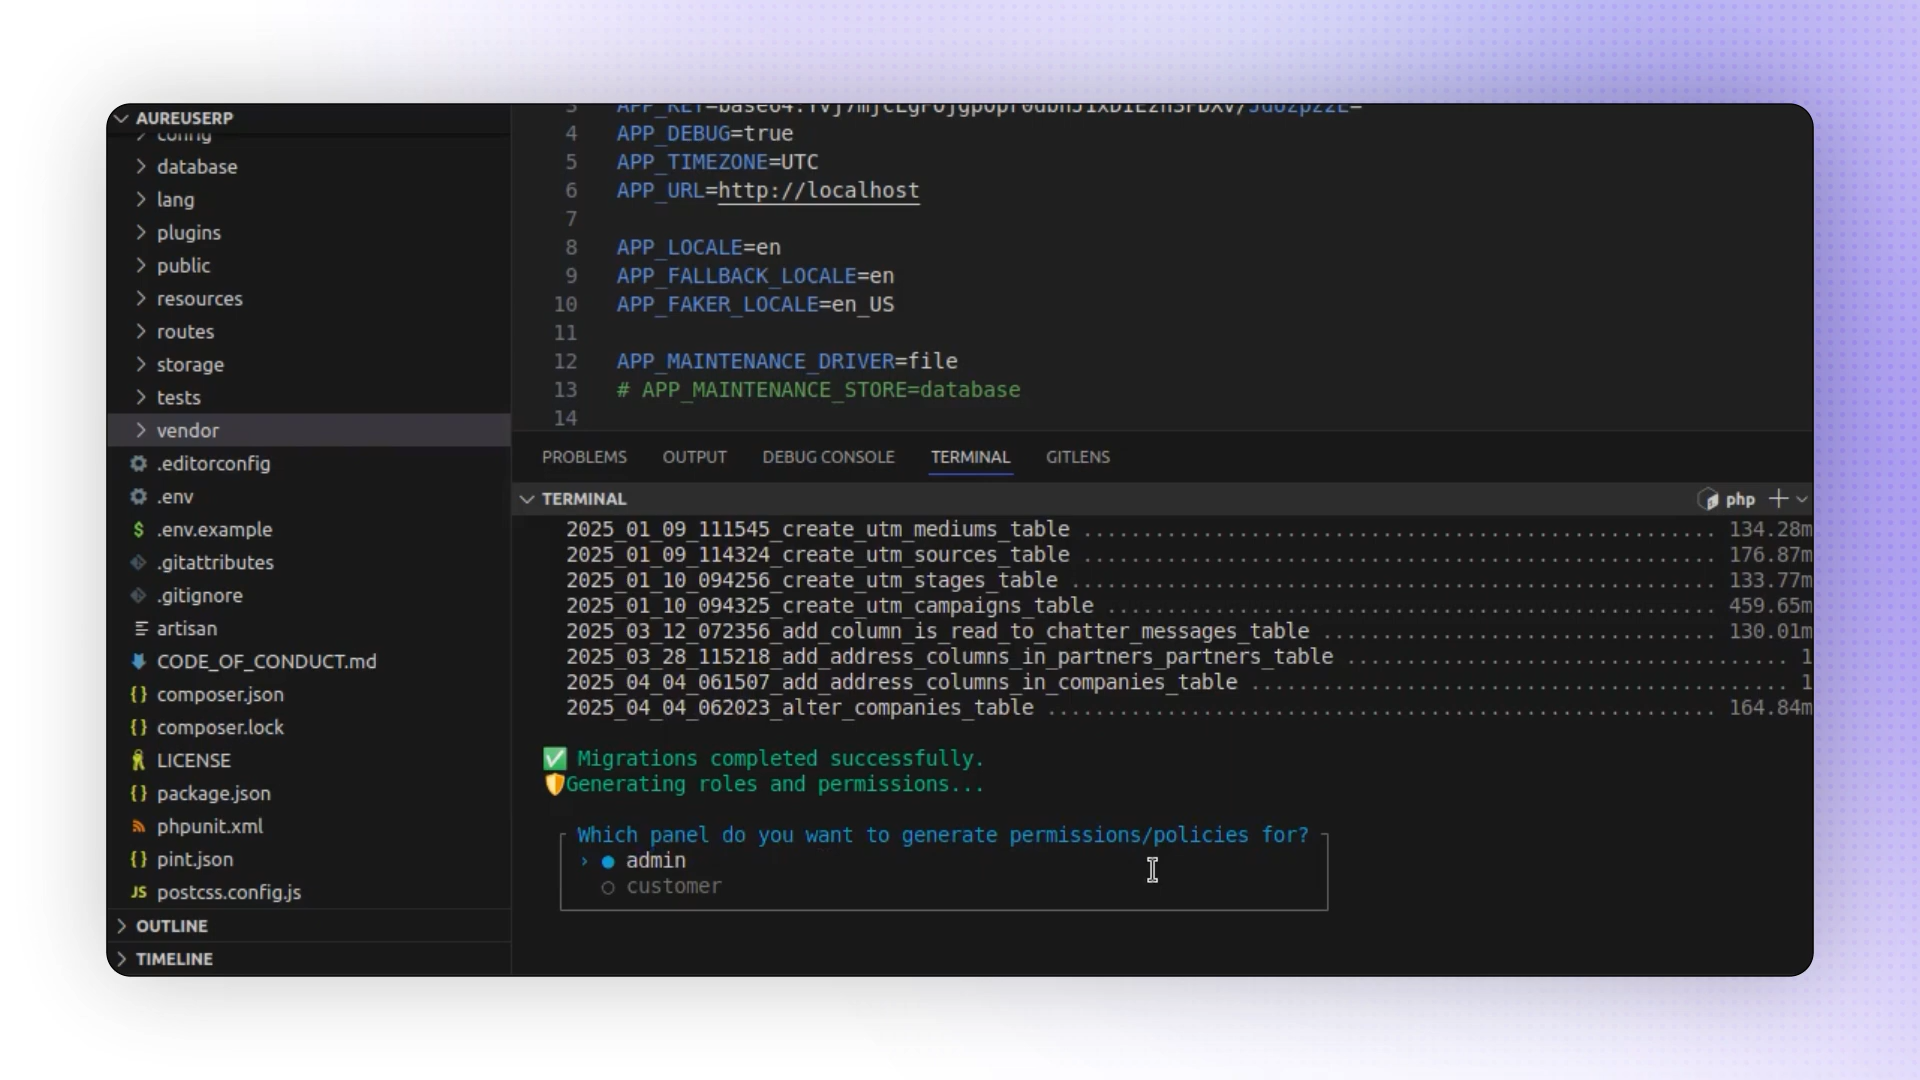 AUREUSERP
config
database
lang
plugins
public
resources
routes
storage
tests
vendor
.editorconfig
.env
.env.example
.gitattributes
.gitignore
artisan
CODE_OF_CONDUCT.md
composer.json
composer.lock
LICENSE
package.json
phpunit.xml
pint.json
postcss.config.js
OUTLINE
TIMELINE
4 APP_DEBUG=true
5 APP_TIMEZONE=UTC
6 APP_URL=http://localhost
7
8 APP_LOCALE=en
9 APP_FALLBACK_LOCALE=en
10 APP_FAKER_LOCALE=en_US
11
12 APP_MAINTENANCE_DRIVER=file
13 # APP_MAINTENANCE_STORE=database
14
PROBLEMS OUTPUT DEBUG CONSOLE TERMINAL GITLENS
TERMINAL php
2025_01_09_111545_create_utm_mediums_table 134.28m
2025_01_09_114324_create_utm_sources_table 176.87m
2025_01_10_094256_create_utm_stages_table 133.77m
2025_01_10_094325_create_utm_campaigns_table 459.65m
2025_03_12_072356_add_column_is_read_to_chatter_messages_table 130.01m
2025_03_28_115218_add_address_columns_in_partners_partners_table 1
2025_04_04_061507_add_address_columns_in_companies_table 1
2025_04_04_062023_alter_companies_table 164.84m
✅ Migrations completed successfully.
🛡️Generating roles and permissions...
Which panel do you want to generate permissions/policies for?
› ● admin
○ customer